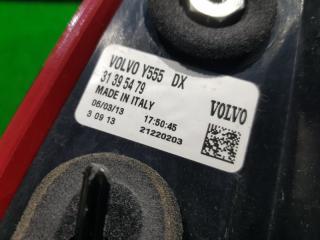 VOLVO Y555 DX
31 39 54 79
MADE IN ITALY
VOLVO
06/03/13 17:50:45
3 09 13 21220203